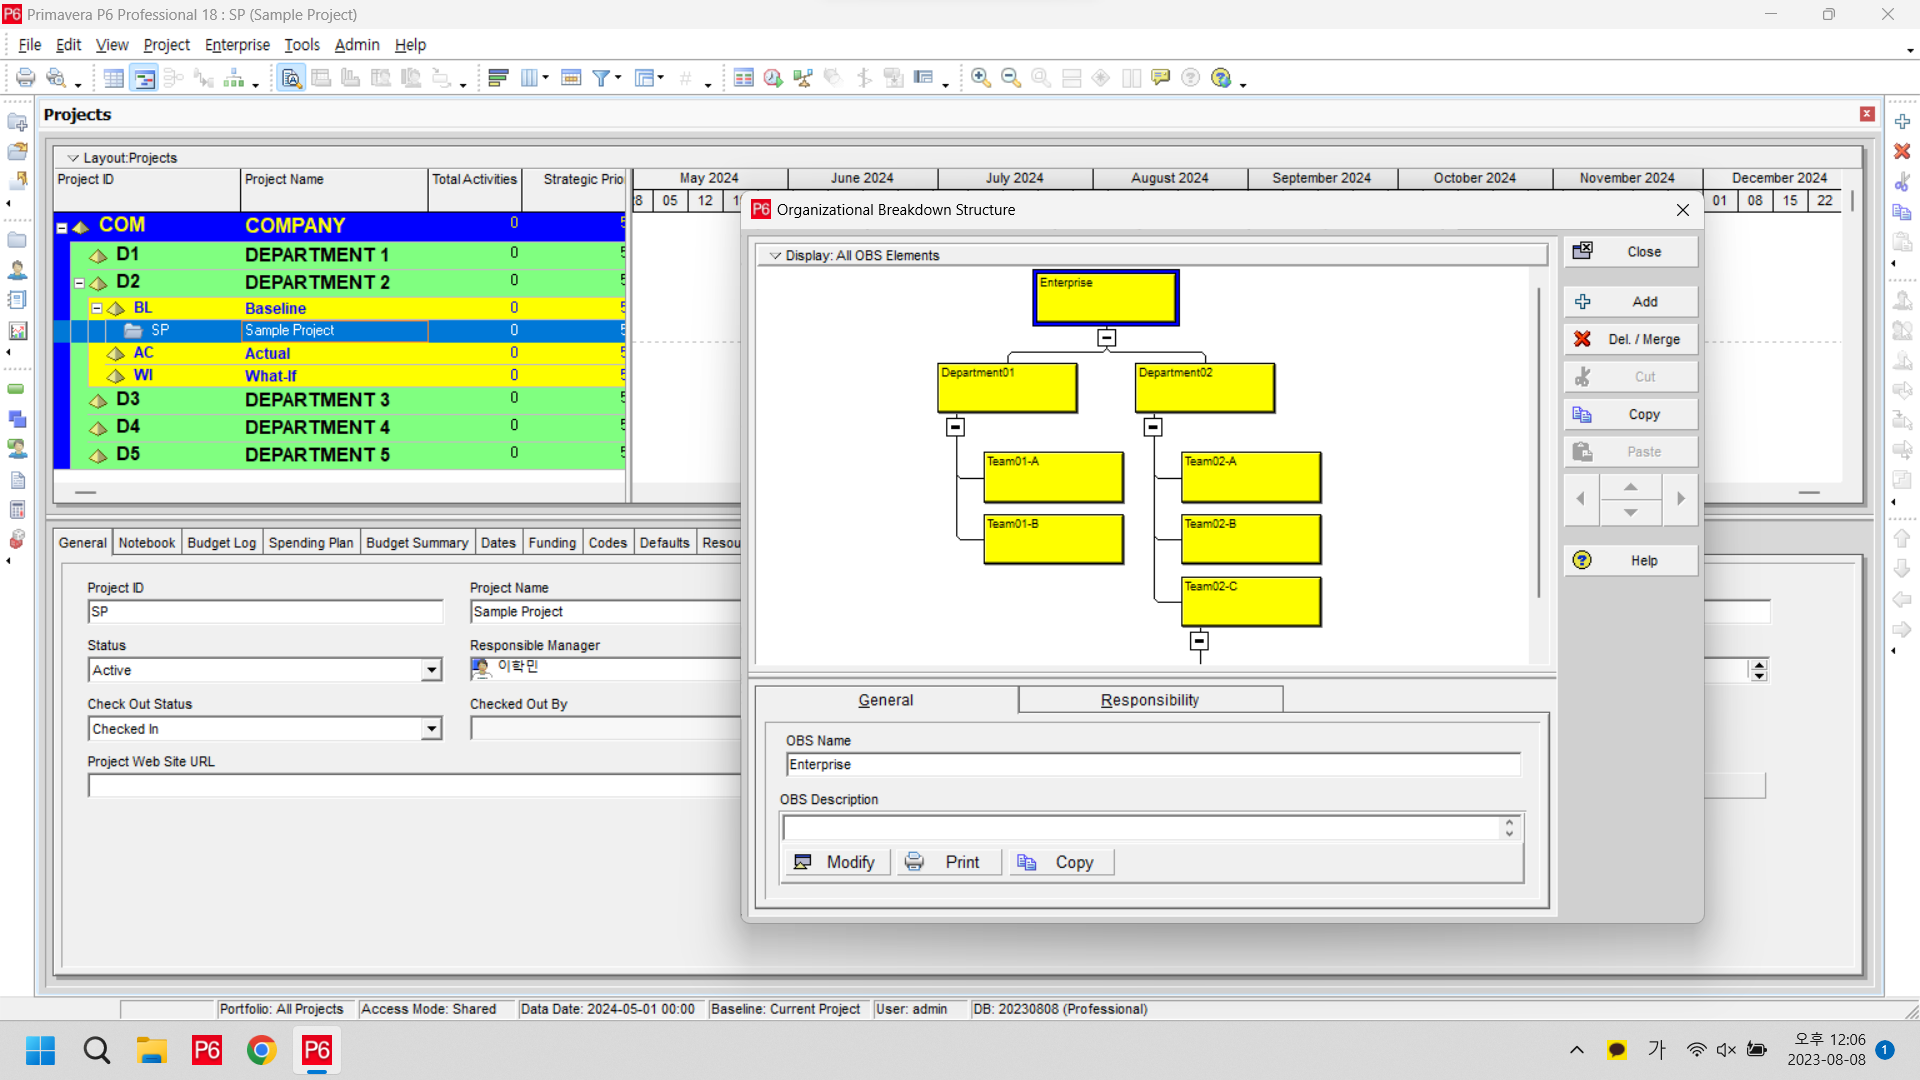 P6 Primavera P6 Professional 18 : SP (Sample Project)
File Edit View Project Enterprise Tools Admin Help
Projects
Layout:Projects
Project ID Project Name Total Activities Strategic Prio
May 2024 June 2024 July 2024 August 2024 September 2024 October 2024 November 2024 December 2024
28 05 12 01 08 15 22
COM COMPANY 0 5
D1 DEPARTMENT 1 0 5
D2 DEPARTMENT 2 0 5
BL Baseline 0 5
SP Sample Project 0 5
AC Actual 0 5
WI What-If 0 5
D3 DEPARTMENT 3 0 5
D4 DEPARTMENT 4 0 5
D5 DEPARTMENT 5 0 5
General Notebook Budget Log Spending Plan Budget Summary Dates Funding Codes Defaults Resou
Project ID Project Name
SP Sample Project
Status Responsible Manager
Active 이학민
Check Out Status Checked Out By
Checked In
Project Web Site URL
P6 Organizational Breakdown Structure
Display: All OBS Elements
Enterprise
Department01 Department02
Team01-A Team02-A
Team01-B Team02-B
Team02-C
Close
Add
Del. / Merge
Cut
Copy
Paste
Help
General Responsibility
OBS Name
Enterprise
OBS Description
Modify Print Copy
Portfolio: All Projects Access Mode: Shared Data Date: 2024-05-01 00:00 Baseline: Current Project User: admin DB: 20230808 (Professional)
P6 P6 가 오후 12:06 1
2023-08-08